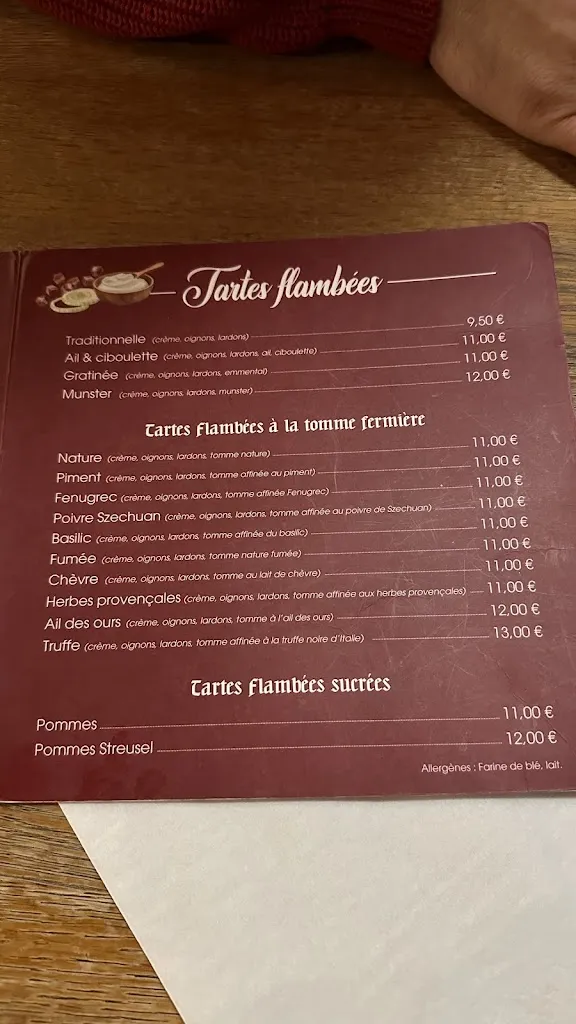 Tartes flambées
Traditionnelle (crème, oignons, lardons) 9,50 €
Ail & ciboulette (crème, oignons, lardons, ail, ciboulette) 11,00 €
Gratinée (crème, oignons, lardons, emmental) 11,00 €
Munster (crème, oignons, lardons, munster) 12,00 €
Tartes flambées à la tomme fermière
Nature (crème, oignons, lardons, tomme nature) 11,00 €
Piment (crème, oignons, lardons, tomme affinée au piment) 11,00 €
Fenugrec (crème, oignons, lardons, tomme affinée Fenugrec) 11,00 €
Poivre Szechuan (crème, oignons, lardons, tomme affinée au poivre de Szechuan) 11,00 €
Basilic (crème, oignons, lardons, tomme affinée du basilic) 11,00 €
Fumée (crème, oignons, lardons, tomme nature fumée) 11,00 €
Chèvre (crème, oignons, lardons, tomme au lait de chèvre) 11,00 €
Herbes provençales (crème, oignons, lardons, tomme affinée aux herbes provençales) 11,00 €
Ail des ours (crème, oignons, lardons, tomme à l'ail des ours) 12,00 €
Truffe (crème, oignons, lardons, tomme affinée à la truffe noire d'Italie) 13,00 €
Tartes flambées sucrées
Pommes 11,00 €
Pommes Streusel 12,00 €
Allergènes : Farine de blé, lait.